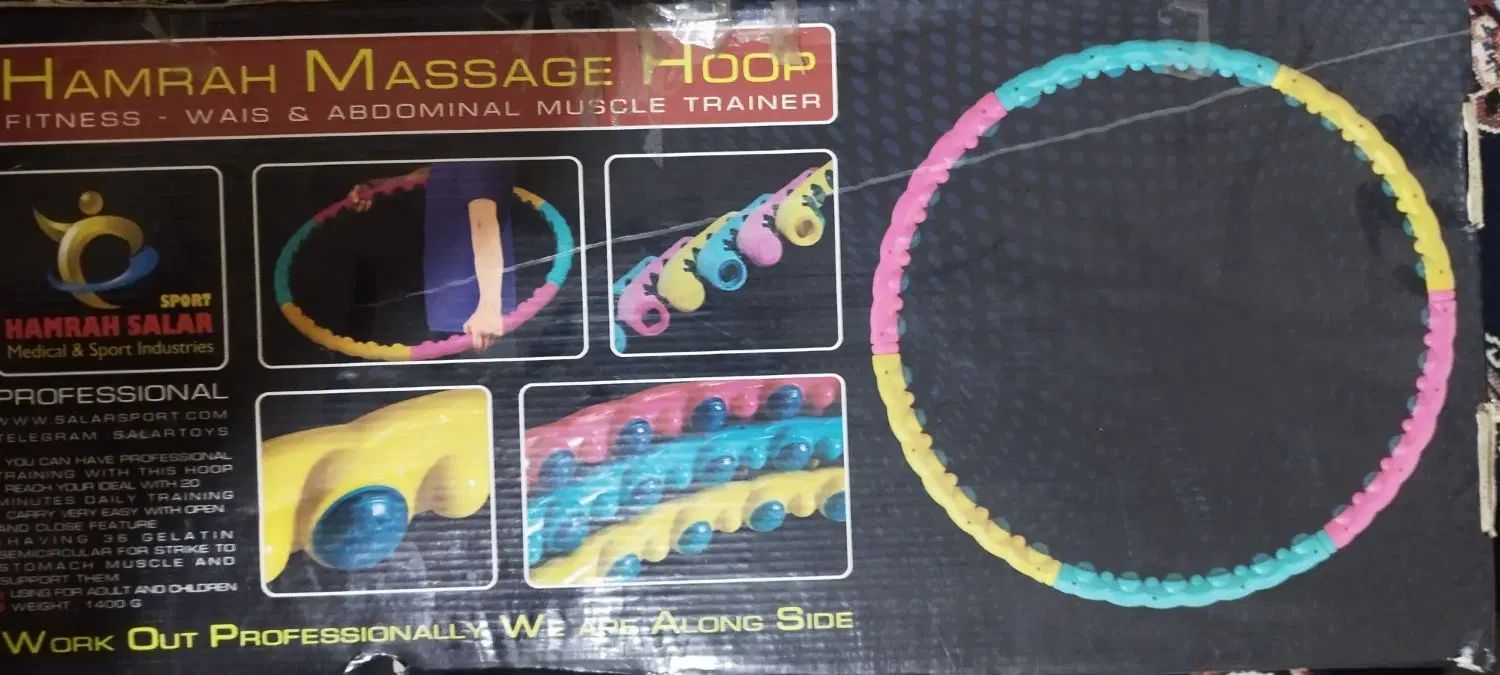 HAMRAH MASSAGE HOOP
FITNESS - WAIS & ABDOMINAL MUSCLE TRAINER
SPORT
HAMRAH SALAR
Medical & Sport Industries
PROFESSIONAL
WWW.SALARSPORT.COM
TELEGRAM SALARTOYS
YOU CAN HAVE PROFESSIONAL
TRAINING WITH THIS HOOP
REACH YOUR IDEAL WITH 20
MINUTES DAILY TRAINING
CARRY VERY EASY WITH OPEN
AND CLOSE FEATURE
HAVING 36 GELATIN
SEMICIRCULAR FOR STRIKE TO
STOMACH MUSCLE AND
SUPPORT THEM
USING FOR ADULT AND CHILDREN
WEIGHT : 1400 G
WORK OUT PROFESSIONALLY WE ARE ALONG SIDE